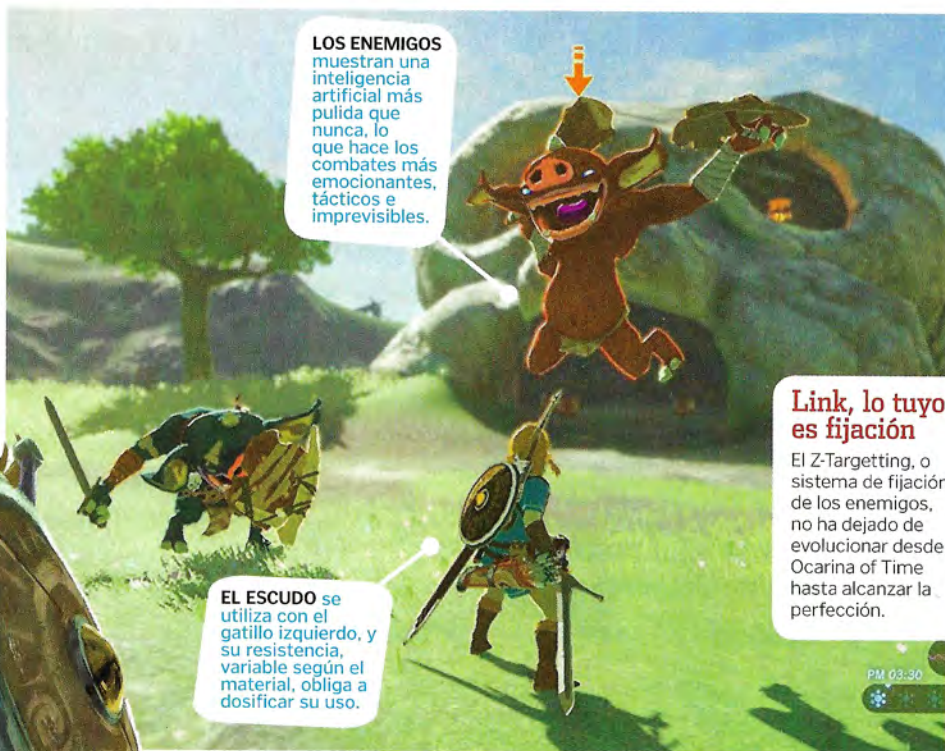 LOS ENEMIGOS
muestran una
inteligencia
artificial más
pulida que
nunca, lo
que hace los
combates más
emocionantes,
tácticos e
imprevisibles.
Link, lo tuyo
es fijación
El Z-Targetting, o
sistema de fijación
de los enemigos,
no ha dejado de
evolucionar desde
Ocarina of Time
hasta alcanzar la
perfección.
EL ESCUDO se
utiliza con el
gatillo izquierdo, y
su resistencia,
variable según el
material, obliga a
dosificar su uso.
PM 03:30